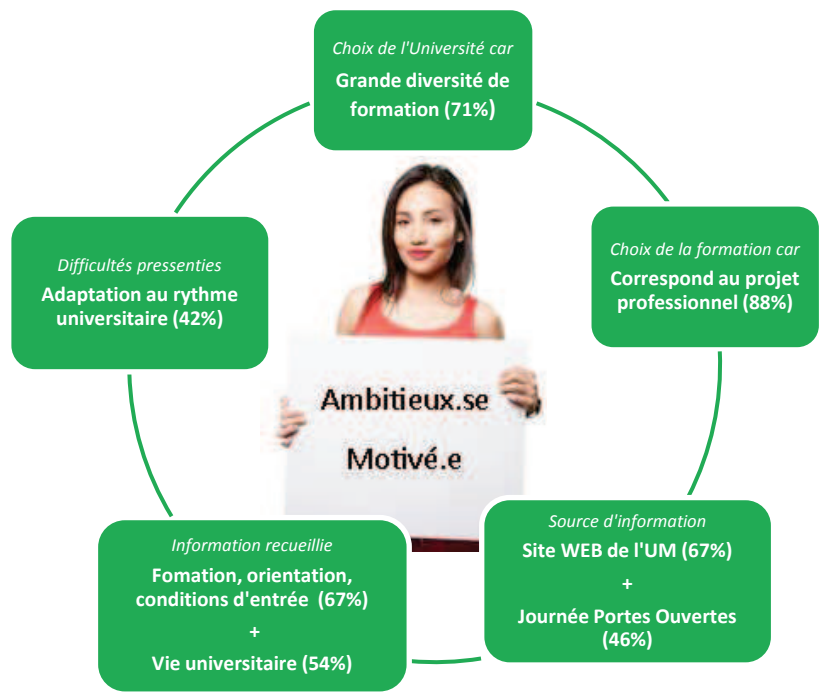 Choix de l'Université car
Grande diversité de
formation (71%)
Difficultés pressenties
Adaptation au rythme
universitaire (42%)
Choix de la formation car
Correspond au projet
professionnel (88%)
Ambitieux.se
Motivé.e
Information recueillie
Fomation, orientation,
conditions d'entrée (67%)
+
Vie universitaire (54%)
Source d'information
Site WEB de l'UM (67%)
+
Journée Portes Ouvertes
(46%)